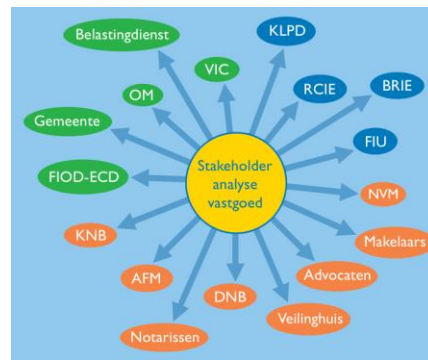 Belastingdienst
KLPD
VIC
RCIE
BRIE
OM
Gemeente
FIU
Stakeholder
analyse
vastgoed
FIOD-ECD
NVM
KNB
Makelaars
AFM
Advocaten
DNB
Veilinghuis
Notarissen